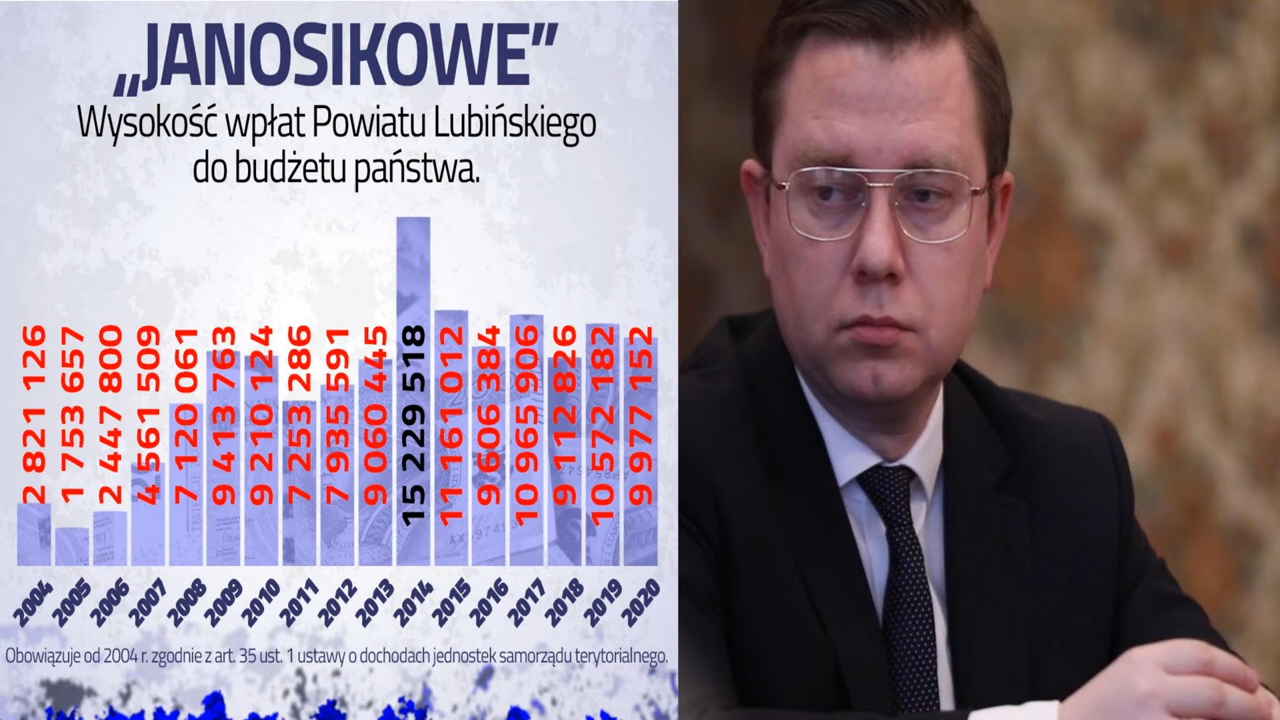 „JANOSIKOWE”
Wysokość wpłat Powiatu Lubińskiego
do budżetu państwa.
2 821 126
1 753 657
2 447 800
4 561 509
7 120 061
9 413 763
9 210 124
7 253 286
7 935 591
9 060 445
15 229 518
11 161 012
9 606 384
10 965 906
9 112 826
10 572 182
9 977 152
2004
2005
2006
2007
2008
2009
2010
2011
2012
2013
2014
2015
2016
2017
2018
2019
2020
Obowiązuje od 2004 r. zgodnie z art. 35 ust. 1 ustawy o dochodach jednostek samorządu terytorialnego.